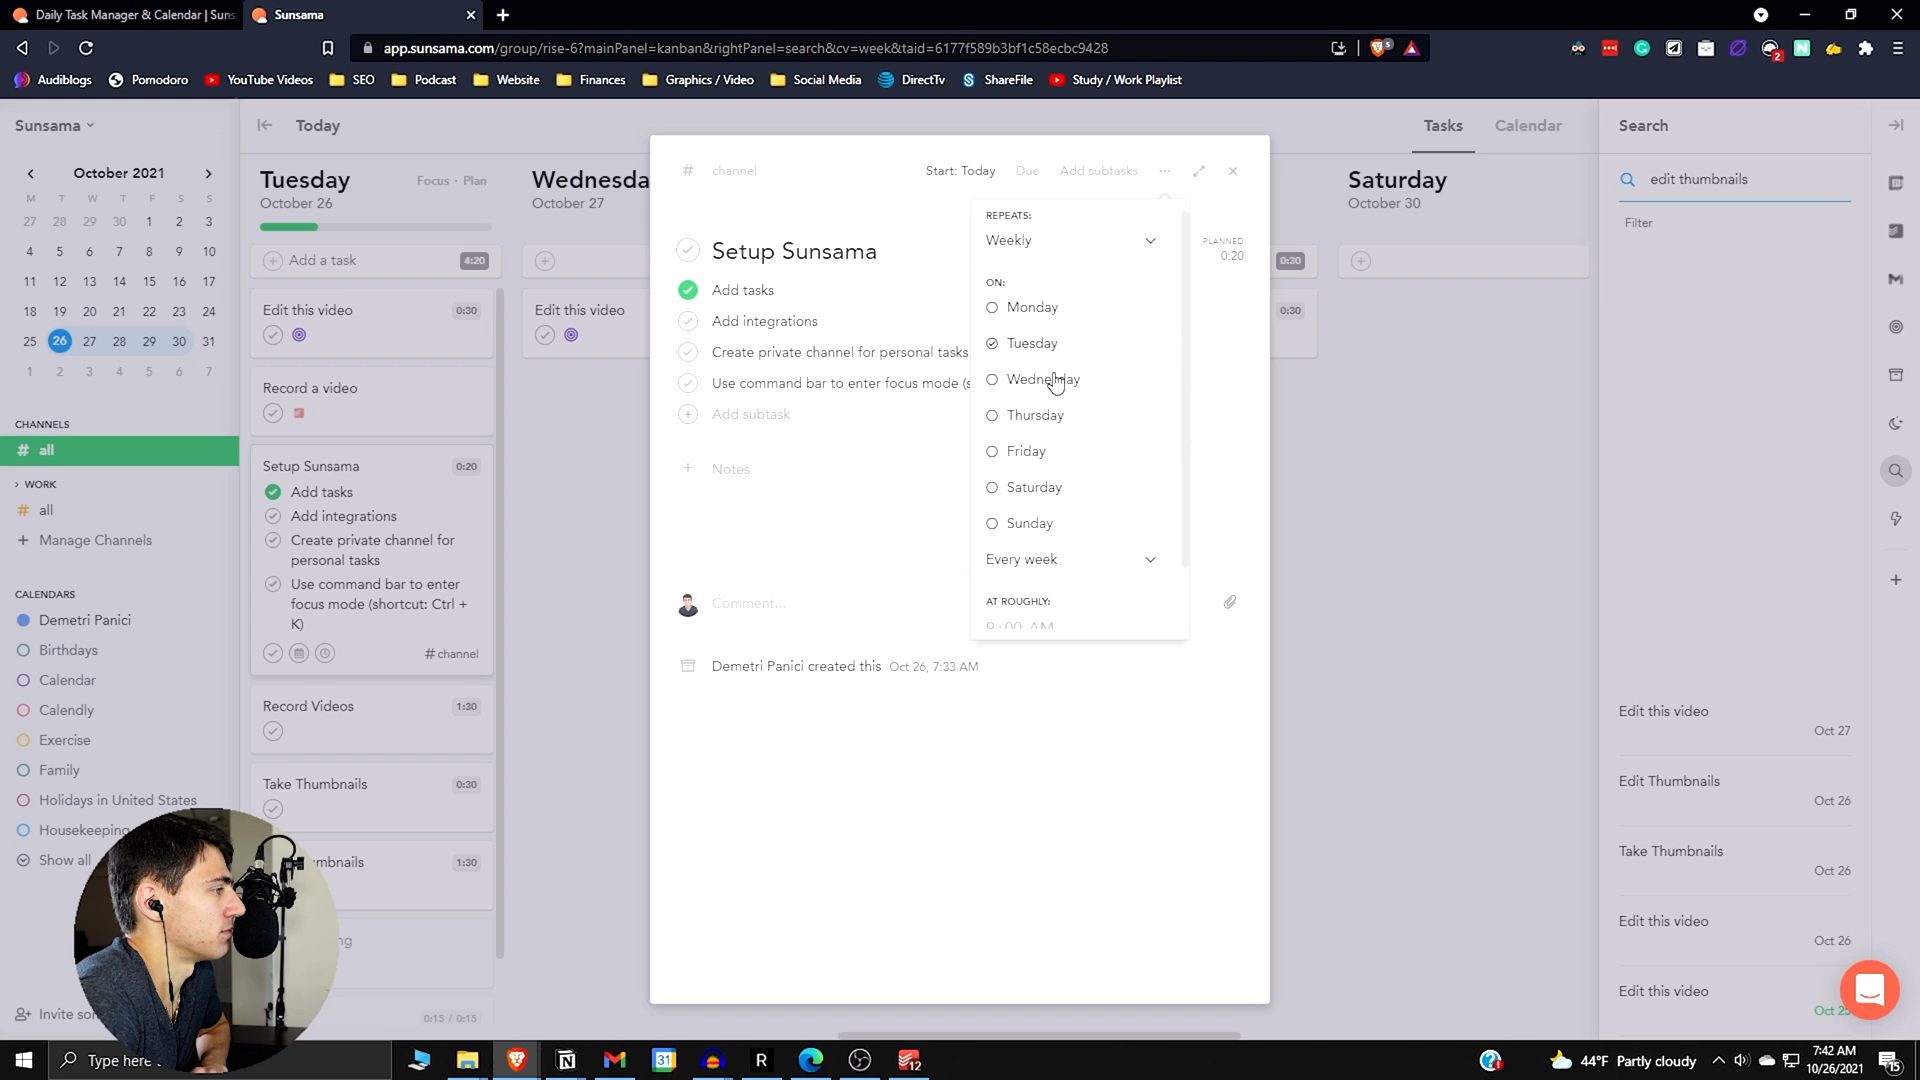 Daily Task Manager & Calendar | Suns
Sunsama
app.sunsama.com/group/rise-6?mainPanel=kanban&rightPanel=search&cv=week&taid=6177f589b3bf1c58ecbc9428
Audiblogs
Pomodoro
YouTube Videos
SEO
Podcast
Website
Finances
Graphics / Video
Social Media
DirectTv
ShareFile
Study / Work Playlist
Sunsama
Today
Tasks
Calendar
Search
October 2021
M T W T F S S
27 28 29 30 1 2 3
4 5 6 7 8 9 10
11 12 13 14 15 16 17
18 19 20 21 22 23 24
25 26 27 28 29 30 31
1 2 3 4 5 6 7
CHANNELS
# all
WORK
# all
+ Manage Channels
CALENDARS
Demetri Panici
Birthdays
Calendar
Calendly
Exercise
Family
Holidays in United States
Housekeeping
Show all
Tuesday
October 26
Focus · Plan
Add a task 4:20
Edit this video 0:30
Record a video
Setup Sunsama 0:20
Add tasks
Add integrations
Create private channel for
personal tasks
Use command bar to enter
focus mode (shortcut: Ctrl +
K)
# channel
Record Videos 1:30
Take Thumbnails 0:30
1:30
0:15 / 0:15
Wednesda
October 27
Edit this video
# channel
Start: Today
Due
Add subtasks
Setup Sunsama
PLANNED
0:20
Add tasks
Add integrations
Create private channel for personal tasks
Use command bar to enter focus mode (s
Add subtask
+ Notes
Comment...
Demetri Panici created this Oct 26, 7:33 AM
REPEATS:
Weekly
ON:
Monday
Tuesday
Wednesday
Thursday
Friday
Saturday
Sunday
Every week
AT ROUGHLY:
0:30
0:30
Saturday
October 30
edit thumbnails
Filter
Edit this video
Oct 27
Edit Thumbnails
Oct 26
Take Thumbnails
Oct 26
Edit this video
Oct 26
Edit this video
Type here
31
R
12
44°F Partly cloudy
7:42 AM
10/26/2021
15